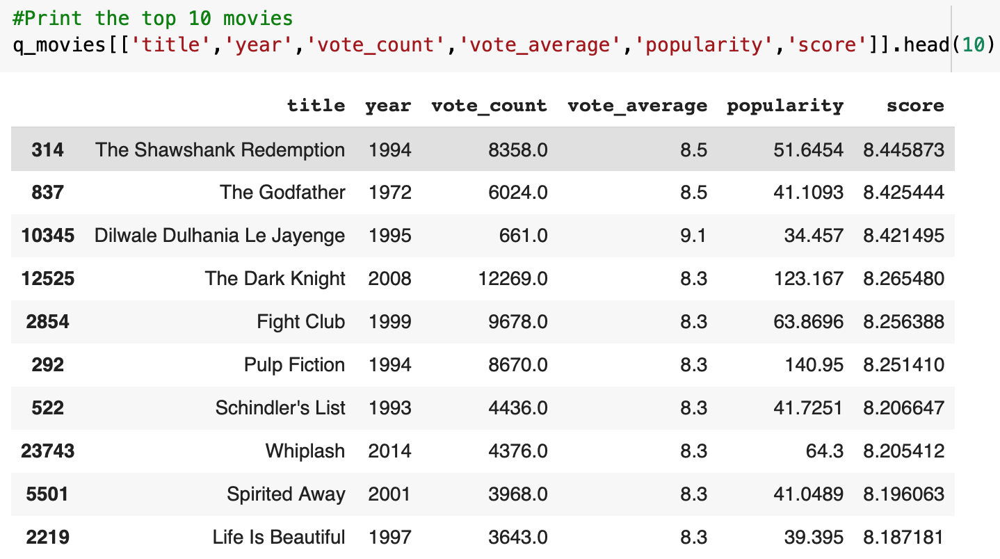 #Print the top 10 movies
q_movies[['title','year','vote_count','vote_average','popularity','score']].head(10)
title year vote_count vote_average popularity score
314 The Shawshank Redemption 1994 8358.0 8.5 51.6454 8.445873
837 The Godfather 1972 6024.0 8.5 41.1093 8.425444
10345 Dilwale Dulhania Le Jayenge 1995 661.0 9.1 34.457 8.421495
12525 The Dark Knight 2008 12269.0 8.3 123.167 8.265480
2854 Fight Club 1999 9678.0 8.3 63.8696 8.256388
292 Pulp Fiction 1994 8670.0 8.3 140.95 8.251410
522 Schindler's List 1993 4436.0 8.3 41.7251 8.206647
23743 Whiplash 2014 4376.0 8.3 64.3 8.205412
5501 Spirited Away 2001 3968.0 8.3 41.0489 8.196063
2219 Life Is Beautiful 1997 3643.0 8.3 39.395 8.187181